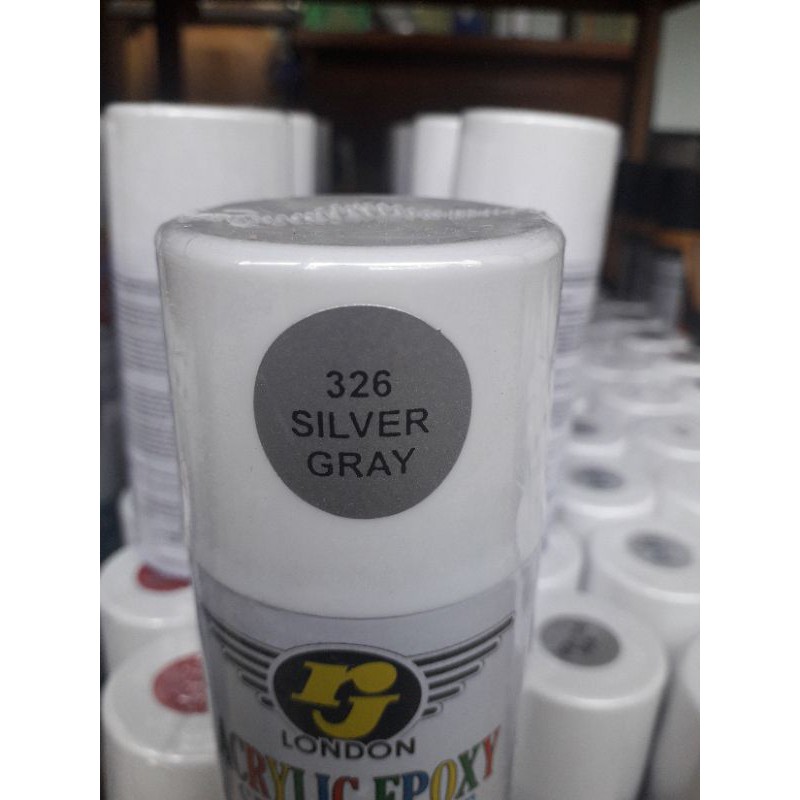 326
SILVER
GRAY
rj
LONDON
ACRYLIC EPOXY